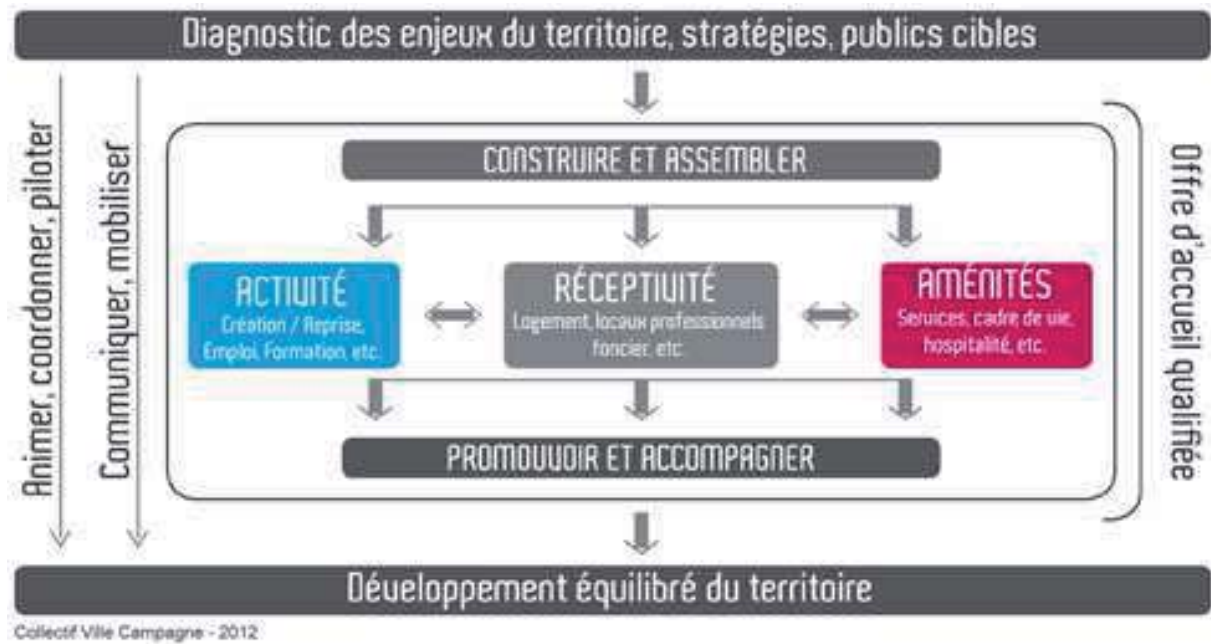 Diagnostic des enjeux du territoire, stratégies, publics cibles
Animer, coordonner, piloter
Communiquer, mobiliser
CONSTRUIRE ET ASSEMBLER
ACTIVITÉ
Création / Reprise,
Emploi, Formation, etc.
RÉCEPTIVITÉ
Logement, locaux professionnels
foncier, etc.
AMÉNITÉS
Services, cadre de vie,
hospitalité, etc.
PROMOUVOIR ET ACCOMPAGNER
Offre d'accueil qualifiée
Développement équilibré du territoire
Collectif Ville Campagne - 2012